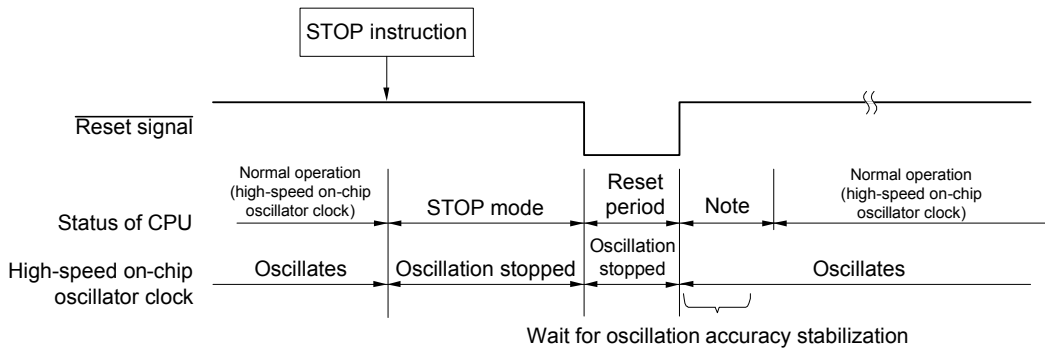 STOP instruction
Reset signal
Normal operation
(high-speed on-chip
oscillator clock)
Status of CPU
STOP mode
Reset
period
Note
Normal operation
(high-speed on-chip
oscillator clock)
High-speed on-chip
oscillator clock
Oscillates
Oscillation stopped
Oscillation
stopped
Oscillates
Wait for oscillation accuracy stabilization